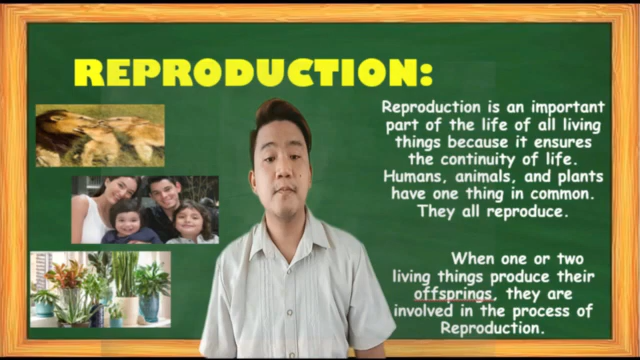 REPRODUCTION:
Reproduction is an important
part of the life of all living
things because it ensures
the continuity of life.
Humans, animals, and plants
have one thing in common.
They all reproduce.
When one or two
living things produce their
offsprings, they are
involved in the process of
Reproduction.